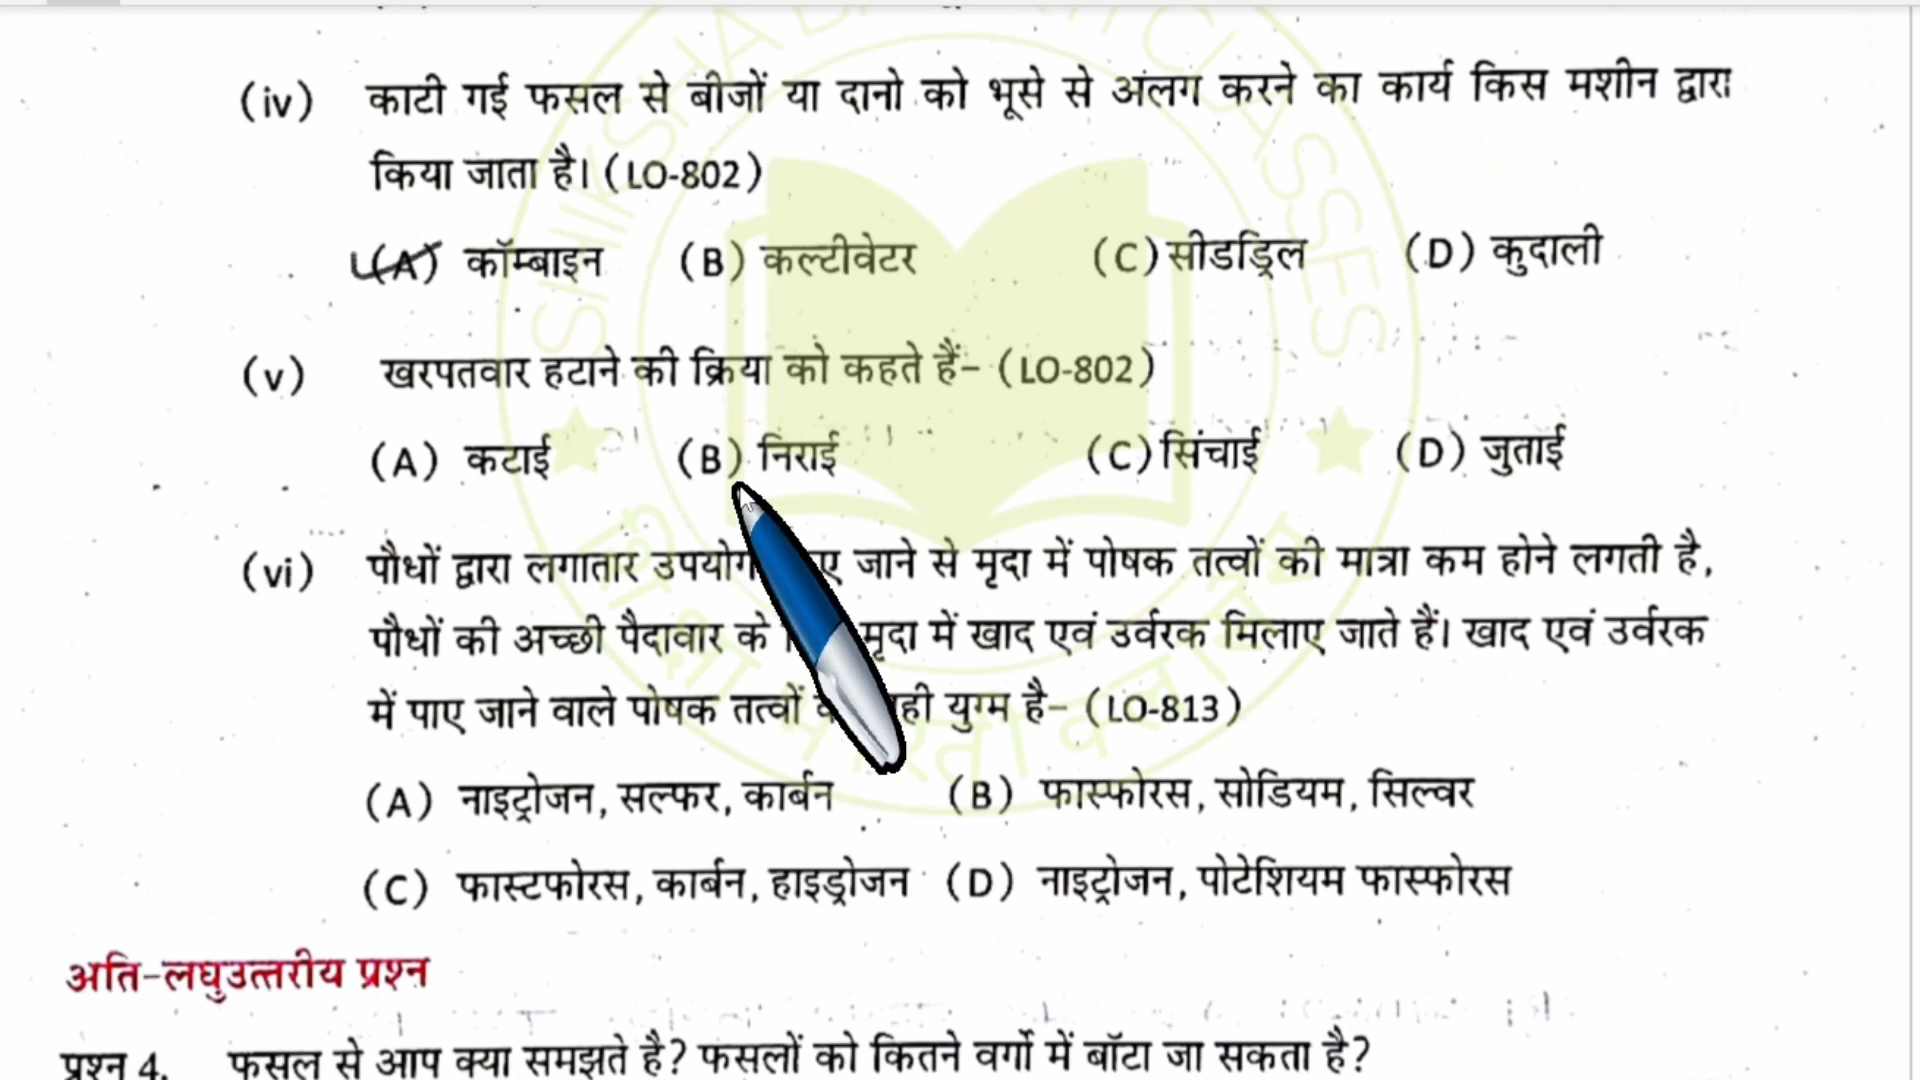 (iv) काटी गई फसल से बीजों या दानो को भूसे से अलग करने का कार्य किस मशीन द्वारा
किया जाता है। (LO-802)
(A) कॉम्बाइन (B) कल्टीवेटर (C) सीडड्रिल (D) कुदाली
(v) खरपतवार हटाने की क्रिया को कहते हैं- (LO-802)
(A) कटाई (B) निराई (C) सिंचाई (D) जुताई
(vi) पौधों द्वारा लगातार जाने से मृदा में पोषक तत्वों की मात्रा कम होने लगती है,
पौधों की अच्छी पैदावार के मृदा में खाद एवं उर्वरक मिलाए जाते हैं। खाद एवं उर्वरक
में पाए जाने वाले पोषक तत्वों युग्म है- (LO-813)
(A) नाइट्रोजन, सल्फर, कार्बन (B) फास्फोरस, सोडियम, सिल्वर
(C) फास्टफोरस, कार्बन, हाइड्रोजन (D) नाइट्रोजन, पोटेशियम फास्फोरस
अति-लघुउत्तरीय प्रश्न
प्रश्न 4. फसल से आप क्या समझते है? फसलों को कितने वर्गो में बॉटा जा सकता है?